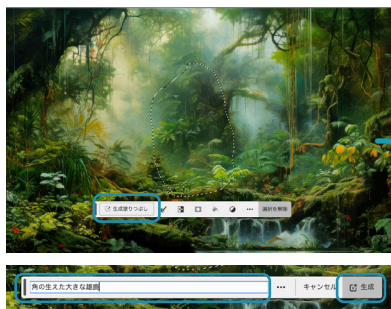 生成塗りつぶし
選択を解除
角の生えた大きな雄鹿
キャンセル
生成